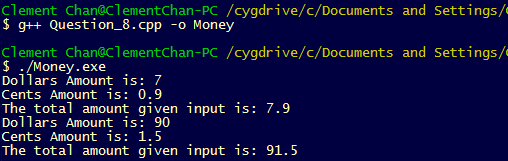 Clement Chan@ClementChan-PC /cygdrive/c/Documents and Settings/
$ g++ Question_8.cpp -o Money
Clement Chan@ClementChan-PC /cygdrive/c/Documents and Settings/
$ ./Money.exe
Dollars Amount is: 7
Cents Amount is: 0.9
The total amount given input is: 7.9
Dollars Amount is: 90
Cents Amount is: 1.5
The total amount given input is: 91.5